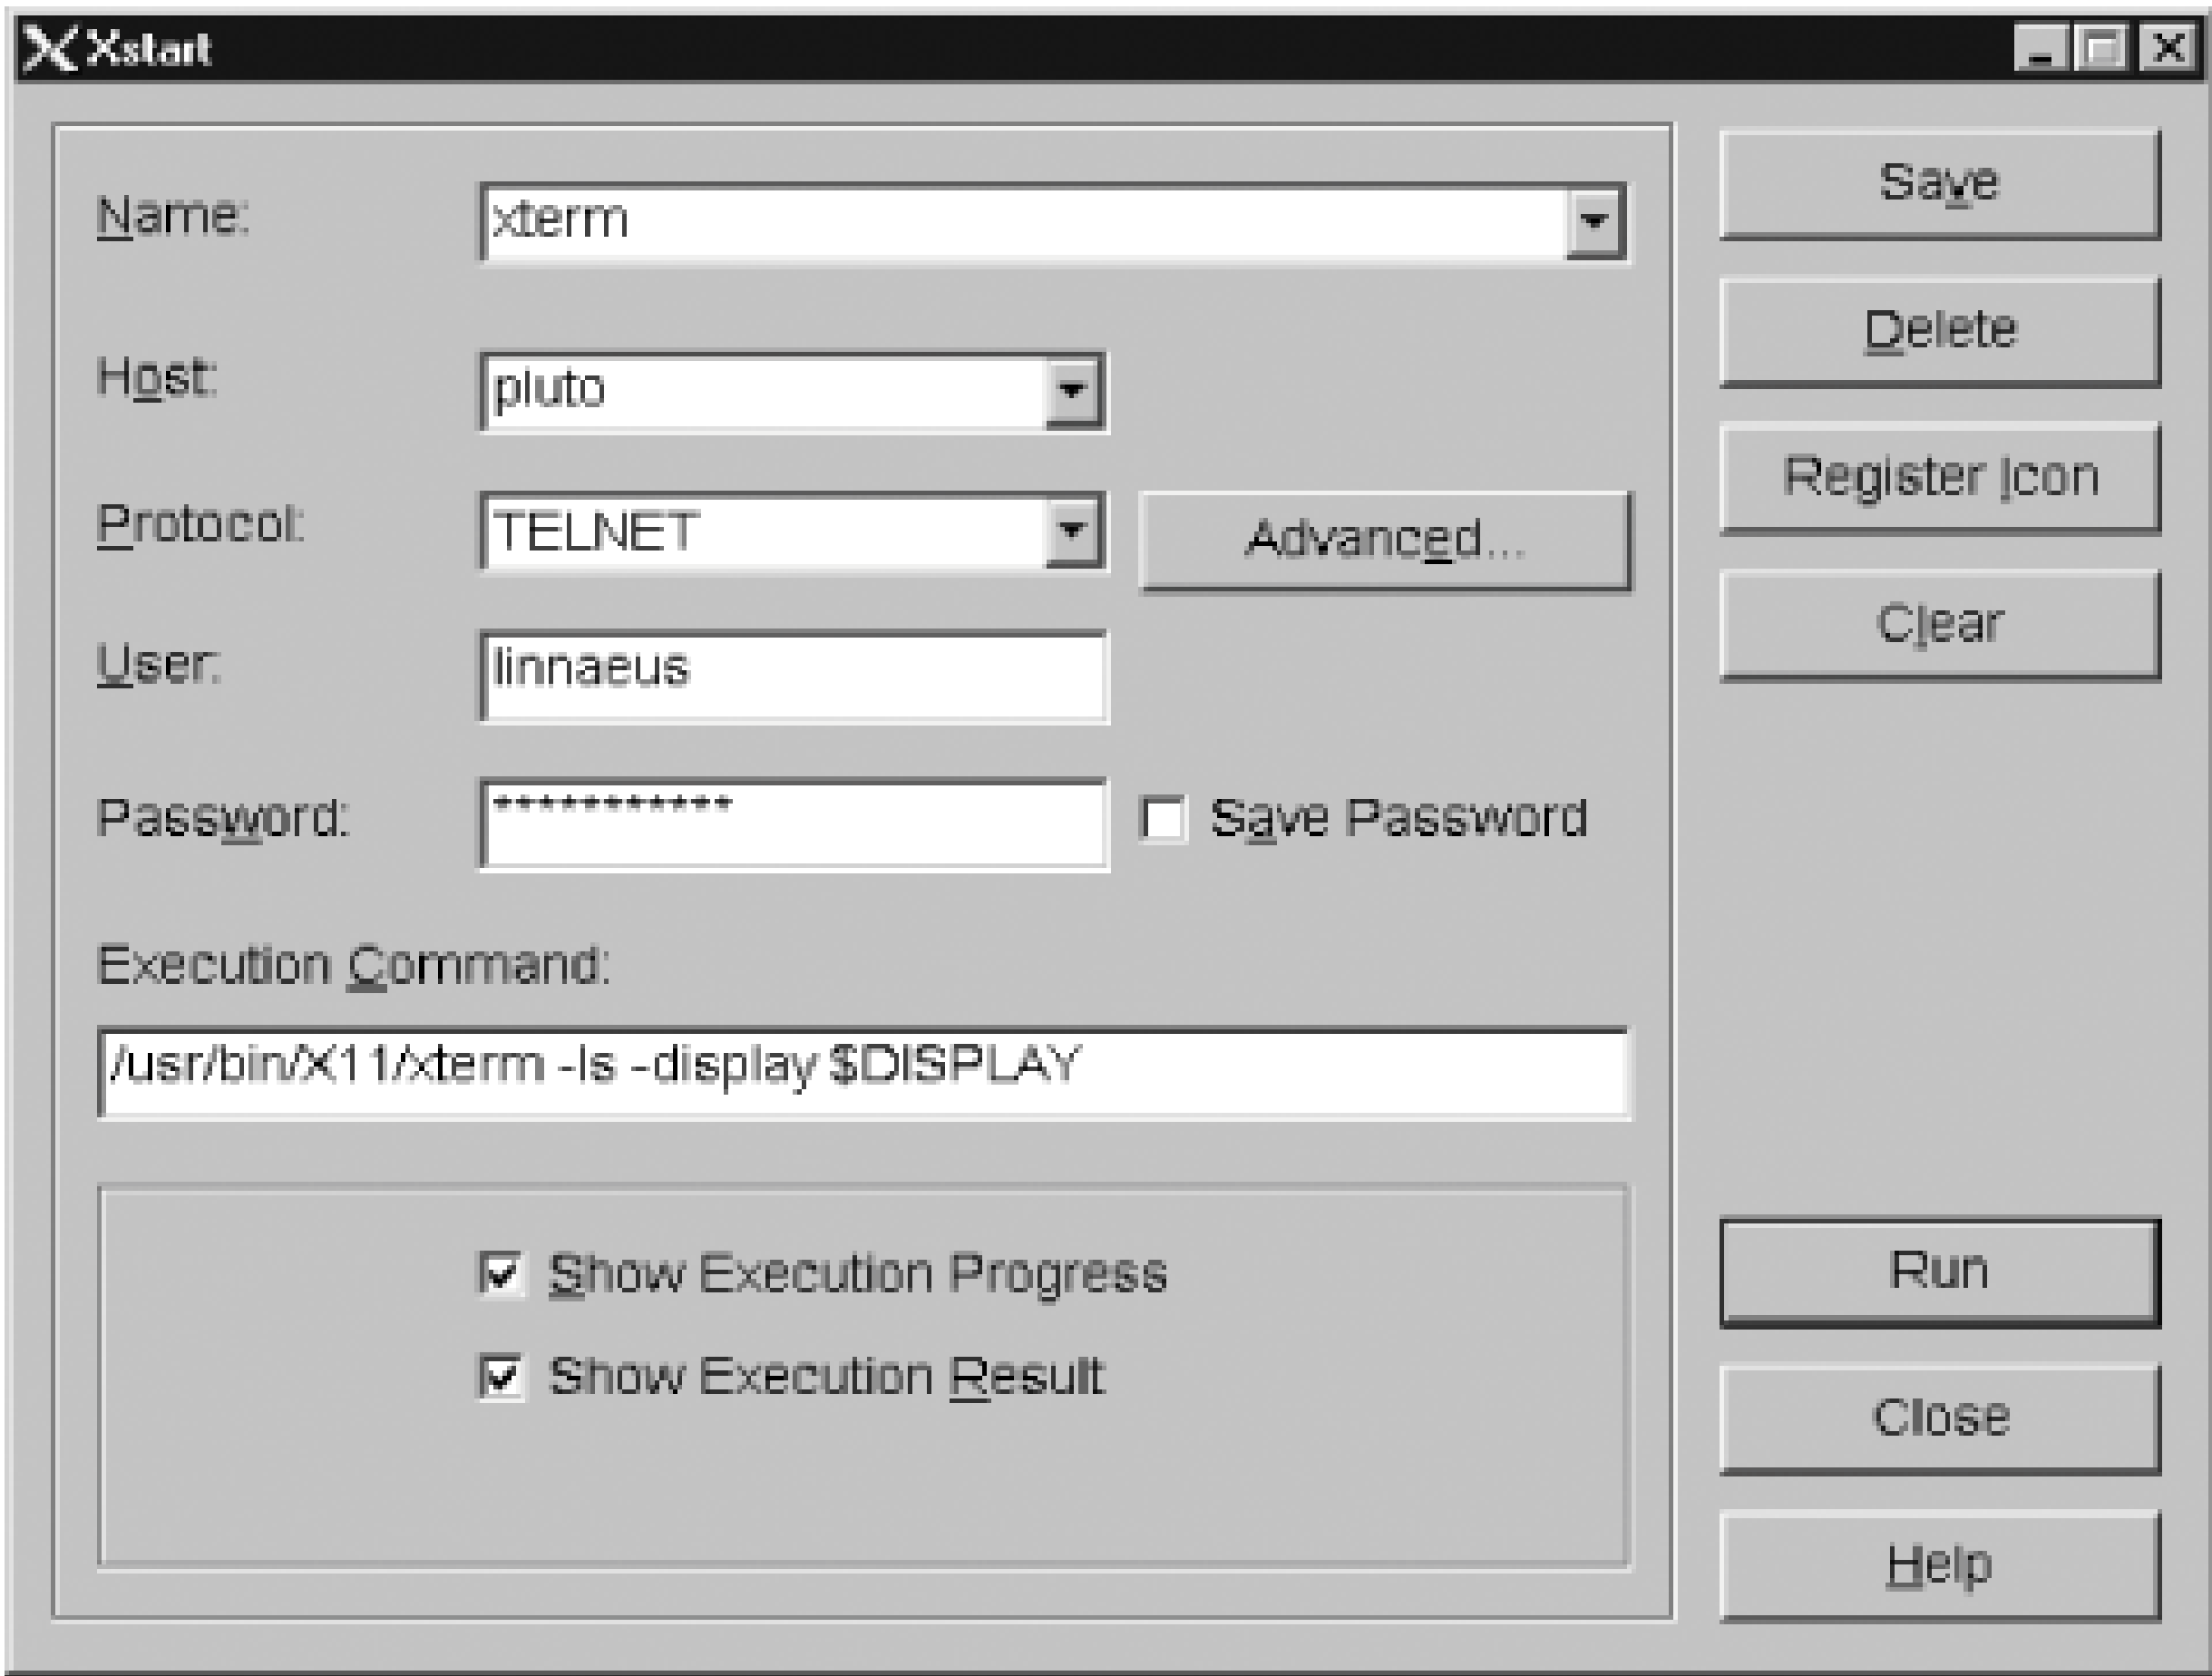 Xstart
Name: xterm
Save
Host: pluto
Delete
Protocol: TELNET
Advanced...
Register Icon
User: linnaeus
Clear
Password: ***********
Save Password
Execution Command:
/usr/bin/X11/xterm -ls -display $DISPLAY
Show Execution Progress
Show Execution Result
Run
Close
Help